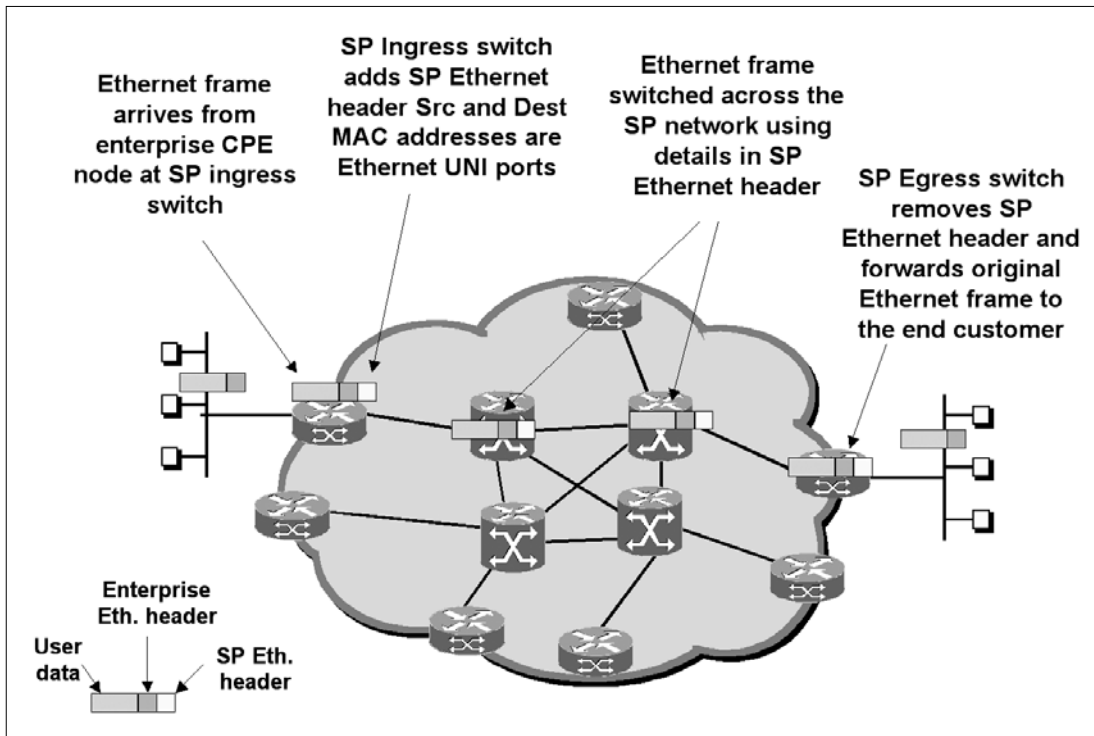 Ethernet frame
arrives from
enterprise CPE
node at SP ingress
switch
SP Ingress switch
adds SP Ethernet
header Src and Dest
MAC addresses are
Ethernet UNI ports
Ethernet frame
switched across the
SP network using
details in SP
Ethernet header
SP Egress switch
removes SP
Ethernet header and
forwards original
Ethernet frame to
the end customer
Enterprise
Eth. header
User
data
SP Eth.
header